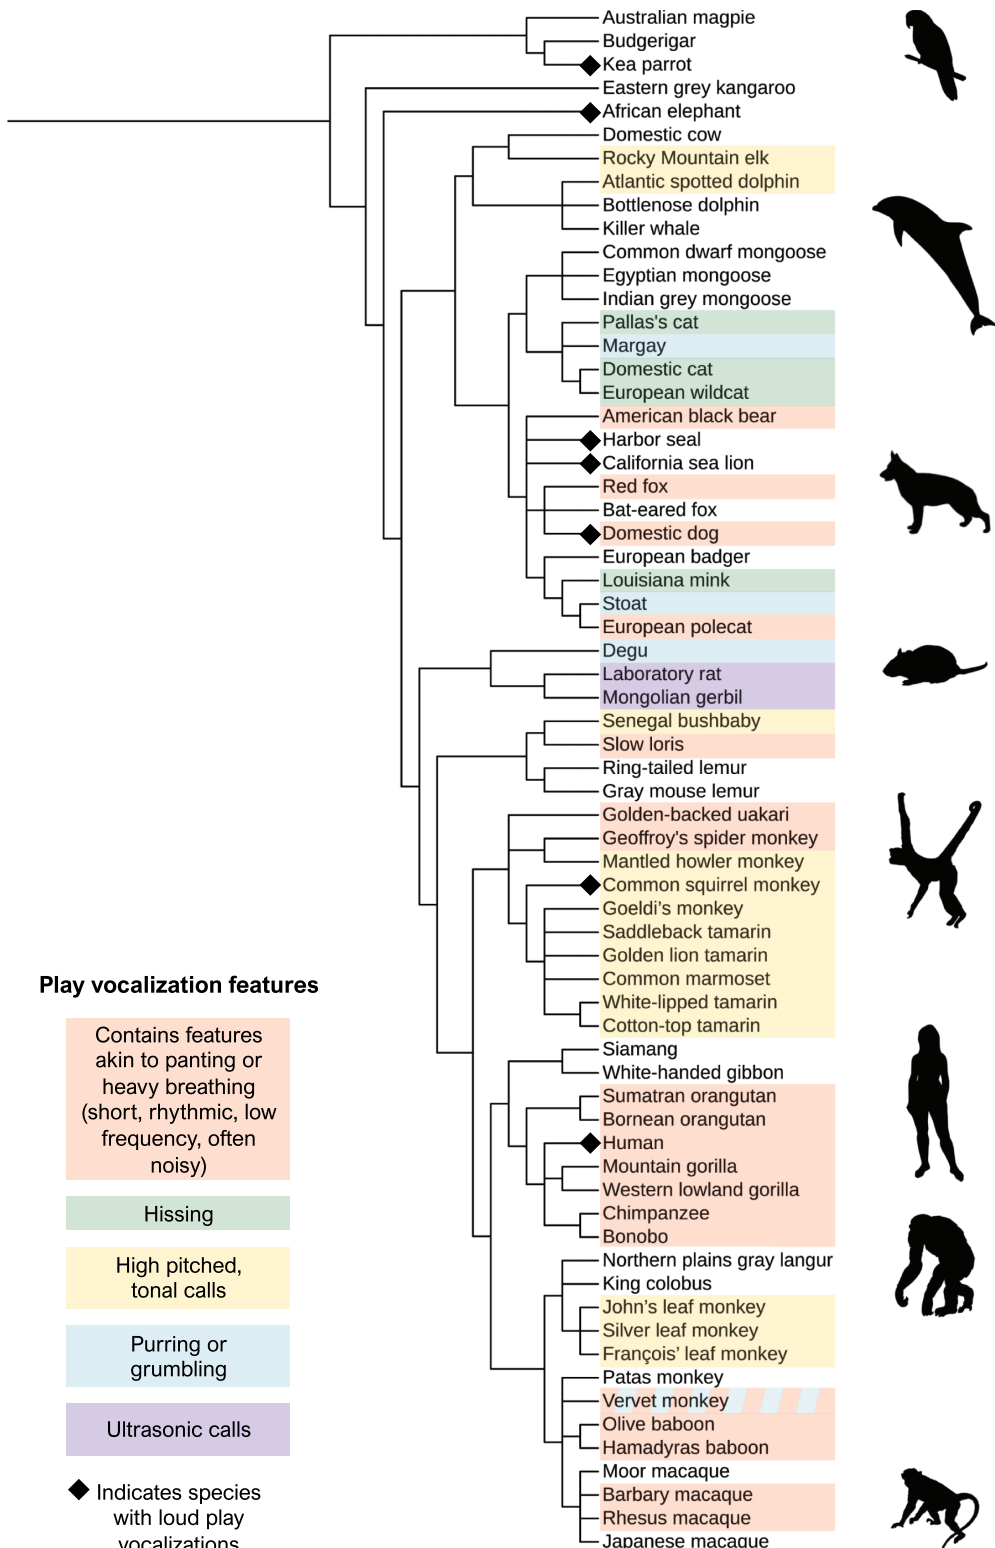 Australian magpie
Budgerigar
Kea parrot
Eastern grey kangaroo
African elephant
Domestic cow
Rocky Mountain elk
Atlantic spotted dolphin
Bottlenose dolphin
Killer whale
Common dwarf mongoose
Egyptian mongoose
Indian grey mongoose
Pallas's cat
Margay
Domestic cat
European wildcat
American black bear
Harbor seal
California sea lion
Red fox
Bat-eared fox
Domestic dog
European badger
Louisiana mink
Stoat
European polecat
Degu
Laboratory rat
Mongolian gerbil
Senegal bushbaby
Slow loris
Ring-tailed lemur
Gray mouse lemur
Golden-backed uakari
Geoffroy's spider monkey
Mantled howler monkey
Common squirrel monkey
Goeldi’s monkey
Saddleback tamarin
Golden lion tamarin
Common marmoset
White-lipped tamarin
Cotton-top tamarin
Siamang
White-handed gibbon
Sumatran orangutan
Bornean orangutan
Human
Mountain gorilla
Western lowland gorilla
Chimpanzee
Bonobo
Northern plains gray langur
King colobus
John’s leaf monkey
Silver leaf monkey
François’ leaf monkey
Patas monkey
Vervet monkey
Olive baboon
Hamadyras baboon
Moor macaque
Barbary macaque
Rhesus macaque
Japanese macaque
Play vocalization features
Contains features
akin to panting or
heavy breathing
(short, rhythmic, low
frequency, often
noisy)
Hissing
High pitched,
tonal calls
Purring or
grumbling
Ultrasonic calls
Indicates species
with loud play
vocalizations